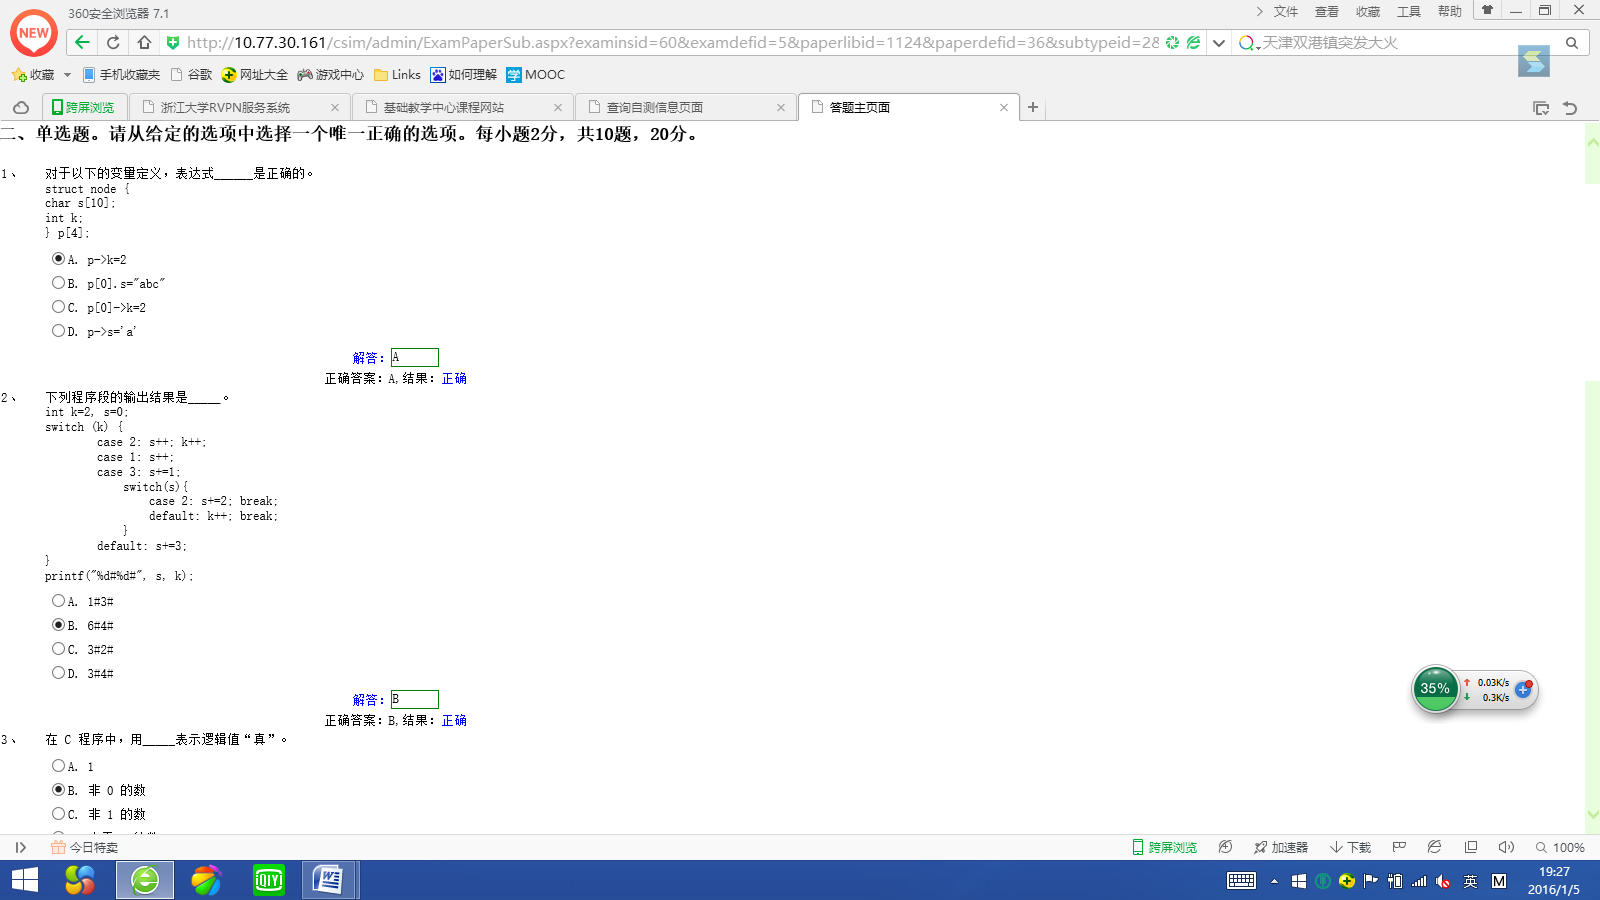 360安全浏览器 7.1
文件 查看 收藏 工具 帮助
NEW
http://10.77.30.161/csim/admin/ExamPaperSub.aspx?examinsid=60&examdefid=5&paperlibid=1124&paperdefid=36&subtypeid=2&
天津双港镇突发大火
收藏 手机收藏夹 谷歌 网址大全 游戏中心 Links 如何理解 学 MOOC
跨屏浏览 浙江大学RVPN服务系统 基础教学中心课程网站 查询自测信息页面 答题主页面
二、单选题。请从给定的选项中选择一个唯一正确的选项。每小题2分，共10题，20分。
1、 对于以下的变量定义，表达式______是正确的。
struct node {
char s[10];
int k;
} p[4];
A. p->k=2
B. p[0].s="abc"
C. p[0]->k=2
D. p->s='a'
解答：A
正确答案：A,结果：正确
2、 下列程序段的输出结果是_____。
int k=2, s=0;
switch (k) {
case 2: s++; k++;
case 1: s++;
case 3: s+=1;
switch(s){
case 2: s+=2; break;
default: k++; break;
}
default: s+=3;
}
printf("%d#%d#", s, k);
A. 1#3#
B. 6#4#
C. 3#2#
D. 3#4#
解答：B
正确答案：B,结果：正确
3、 在 C 程序中，用_____表示逻辑值“真”。
A. 1
B. 非 0 的数
C. 非 1 的数
35% 0.03K/s
0.3K/s
今日特卖 跨屏浏览 加速器 下载 100%
iQIYI 英 M 19:27
2016/1/5